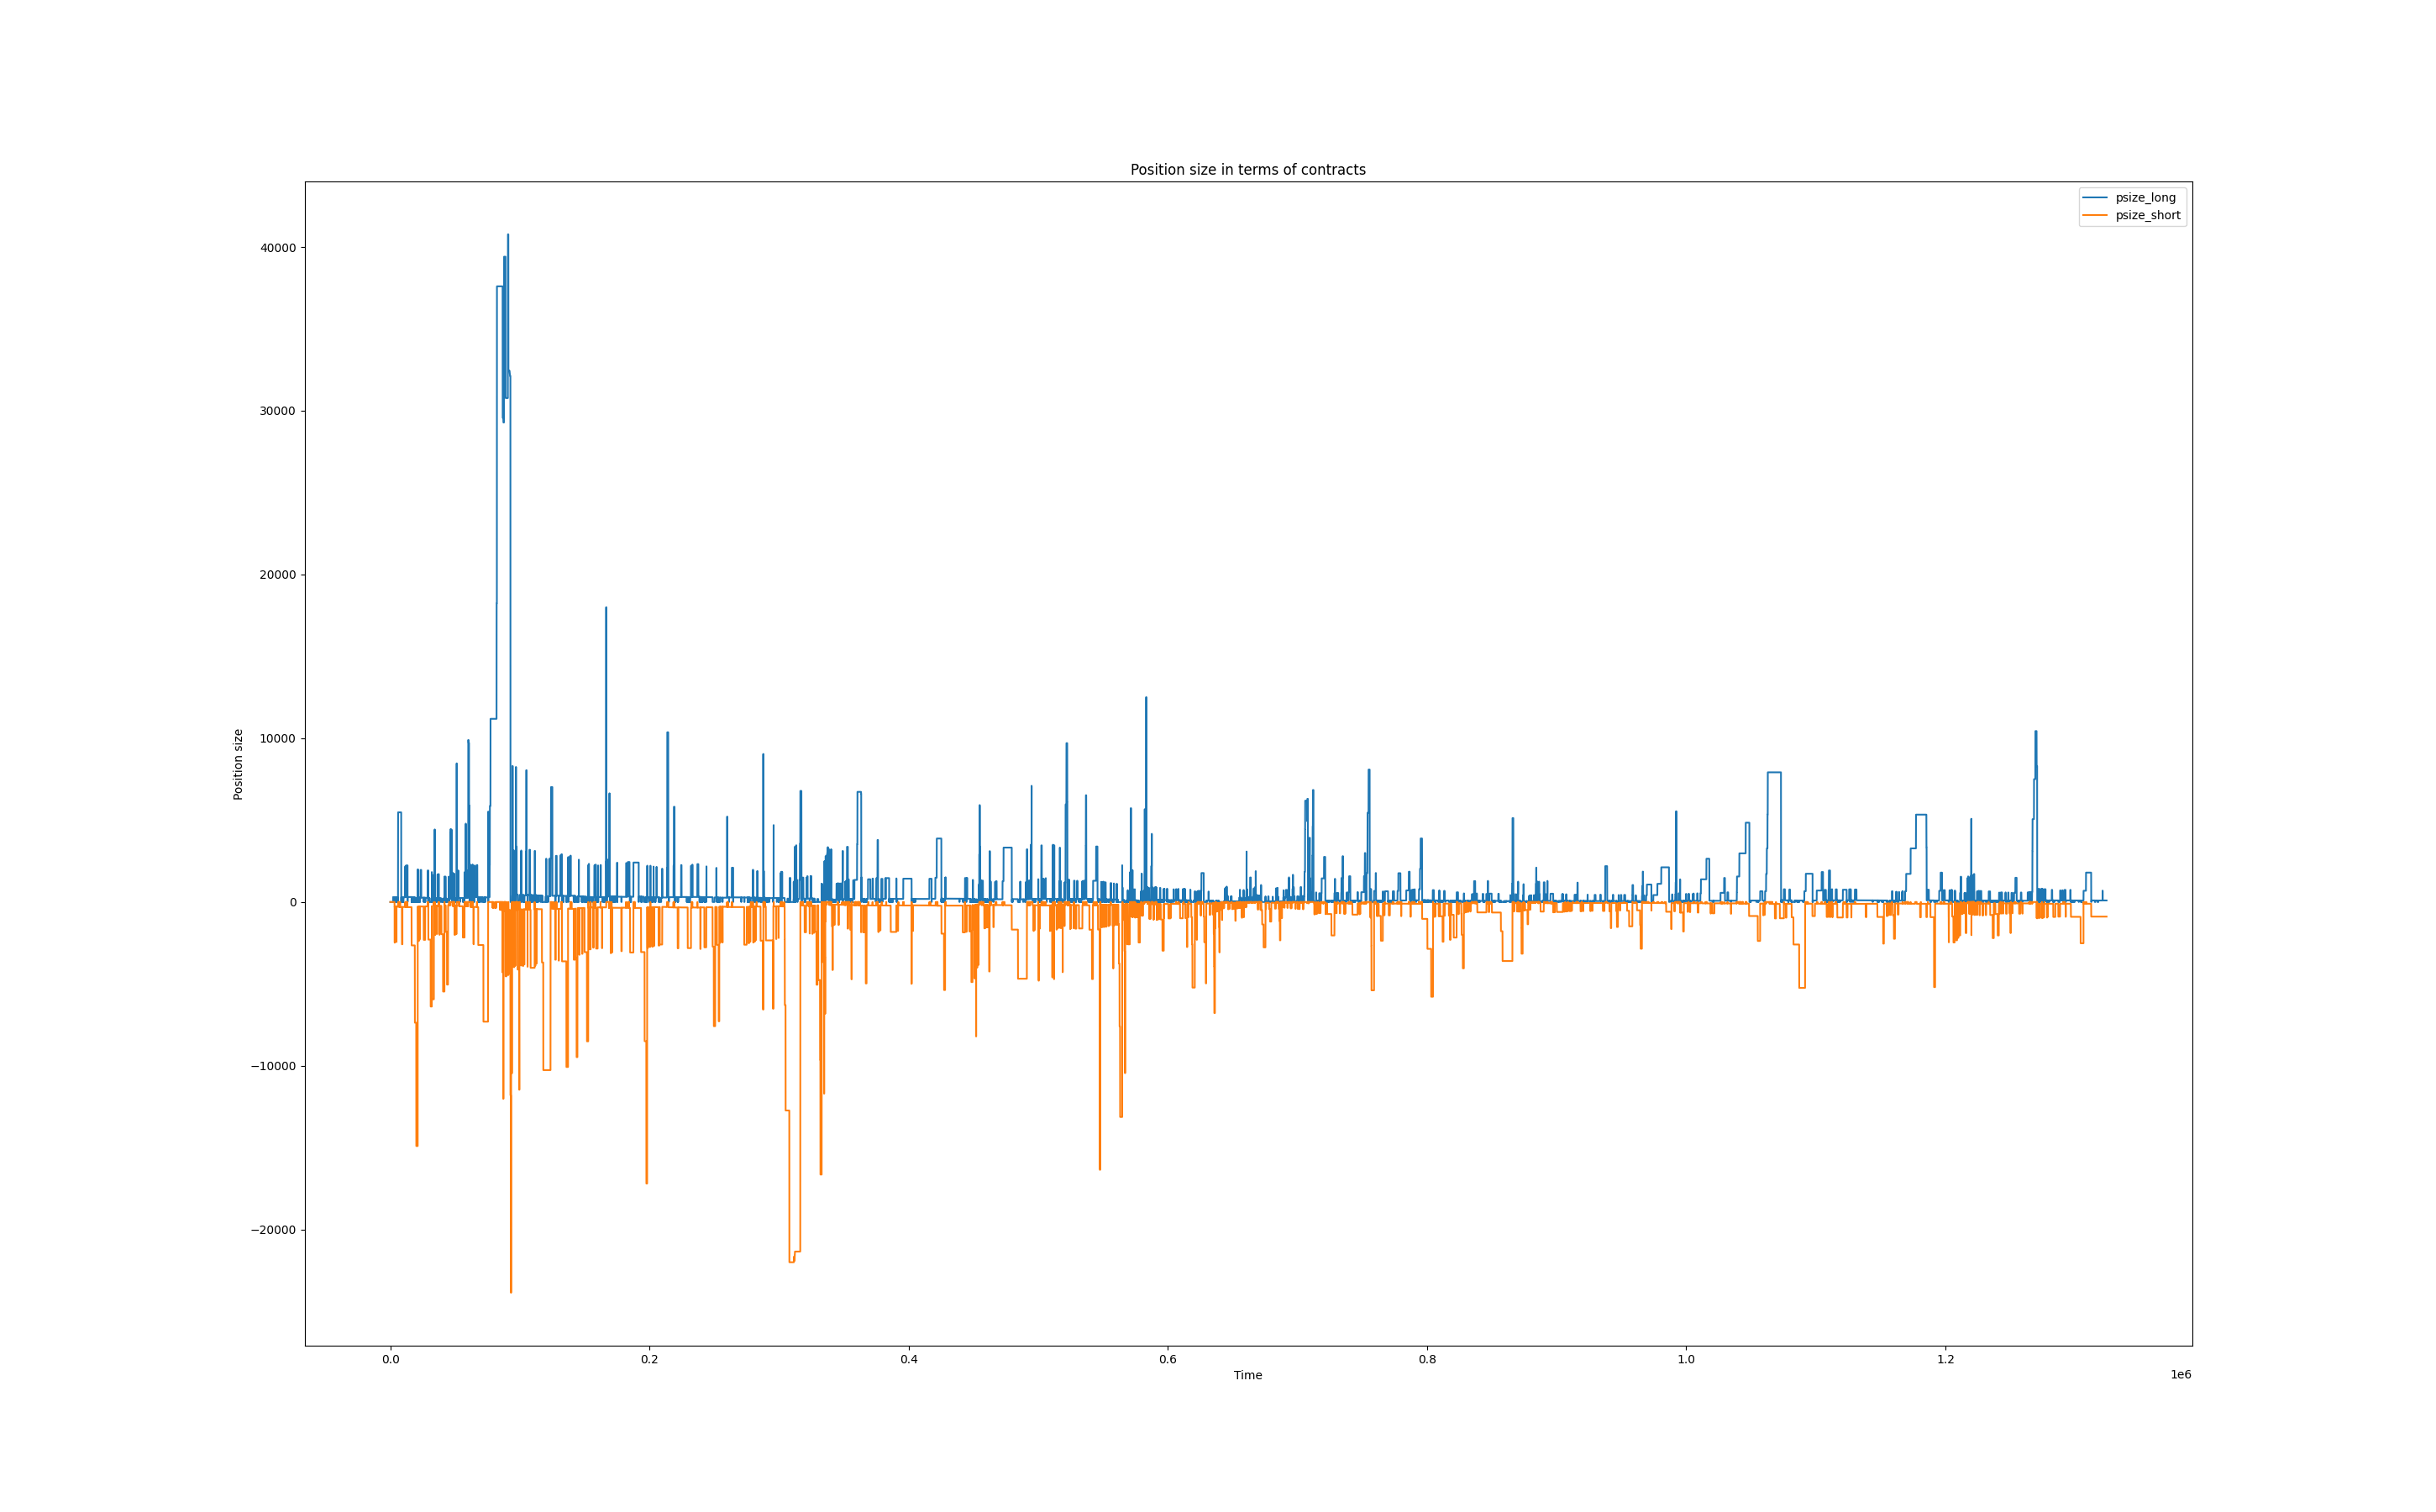 Position size in terms of contracts
psize_long
psize_short
Position size
40000
30000
20000
10000
0
−10000
−20000
0.0
0.2
0.4
0.6
0.8
1.0
1.2
Time
1e6